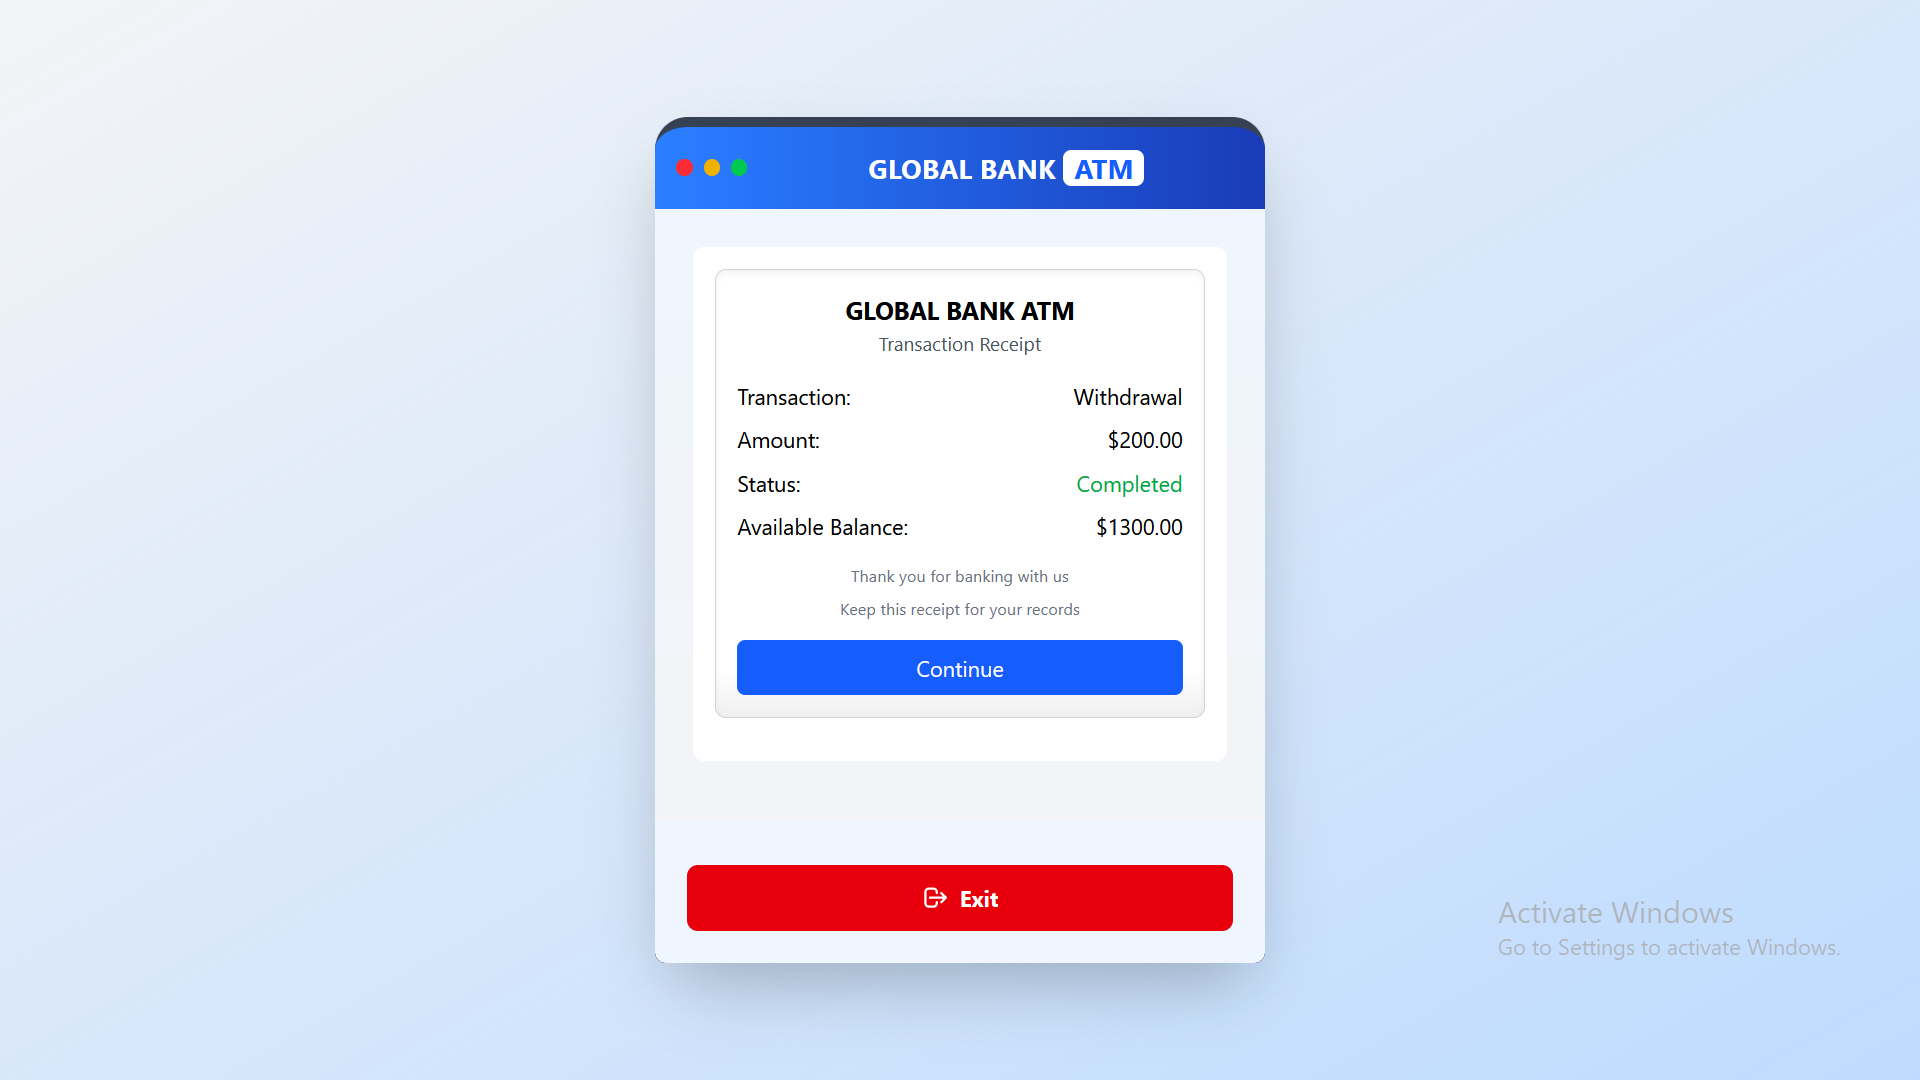 GLOBAL BANK ATM
GLOBAL BANK ATM
Transaction Receipt
Transaction: Withdrawal
Amount: $200.00
Status: Completed
Available Balance: $1300.00
Thank you for banking with us
Keep this receipt for your records
Continue
Exit
Activate Windows
Go to Settings to activate Windows.